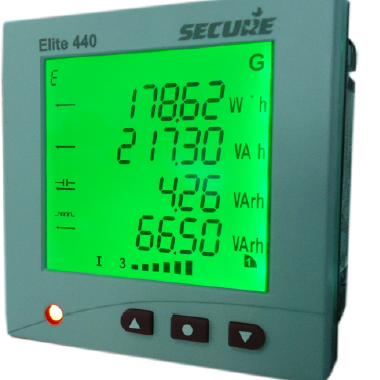 SECURE
Elite 440
E G
178.62 W h
217.30 VA h
4.26 VArh
66.50 VArh
I 3